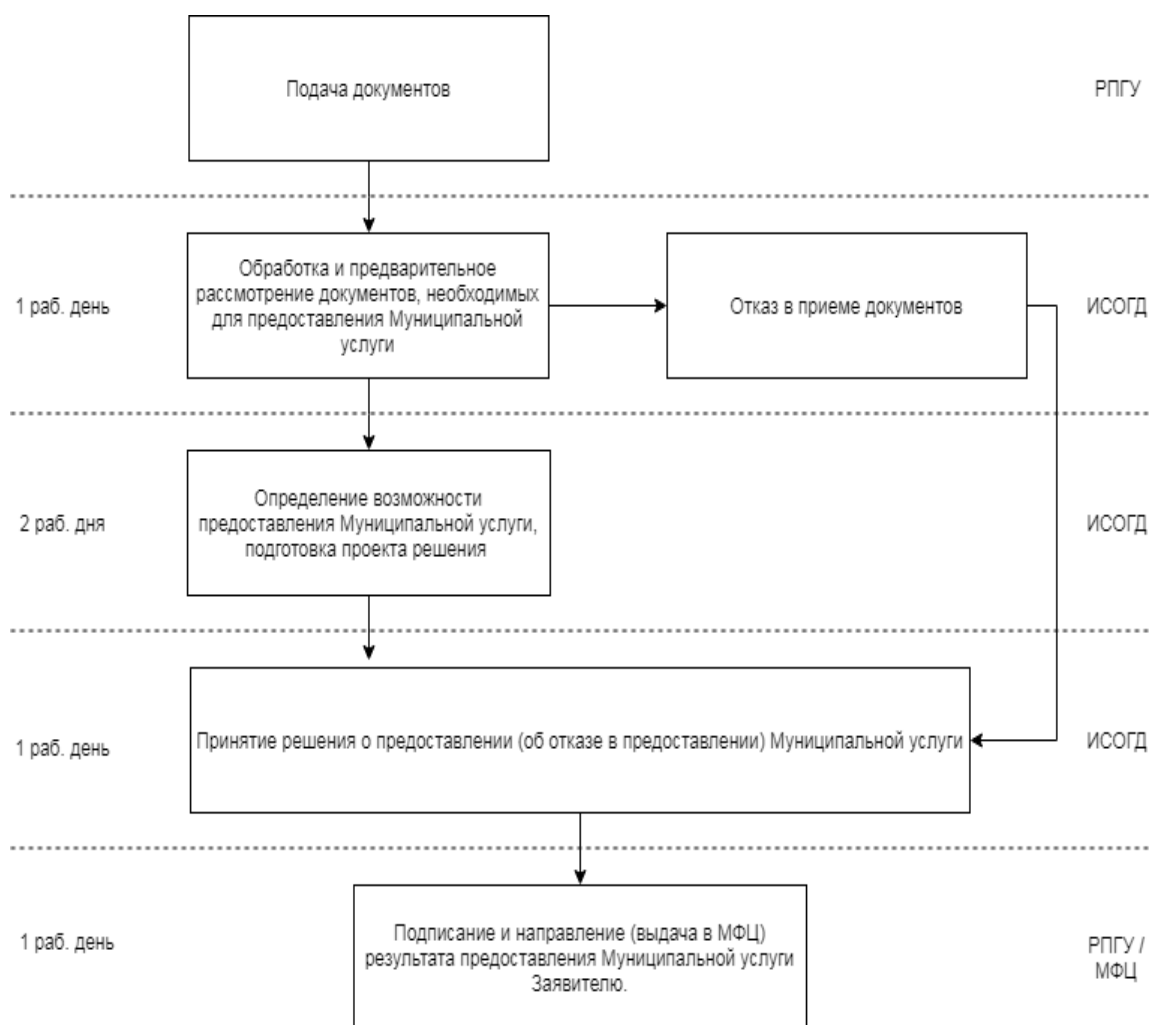 Подача документов
РПГУ
1 раб. день
Обработка и предварительное
рассмотрение документов, необходимых
для предоставления Муниципальной
услуги
Отказ в приеме документов
ИСОГД
2 раб. дня
Определение возможности
предоставления Муниципальной услуги,
подготовка проекта решения
ИСОГД
1 раб. день
Принятие решения о предоставлении (об отказе в предоставлении) Муниципальной услуги
ИСОГД
1 раб. день
Подписание и направление (выдача в МФЦ)
результата предоставления Муниципальной услуги
Заявителю.
РПГУ /
МФЦ